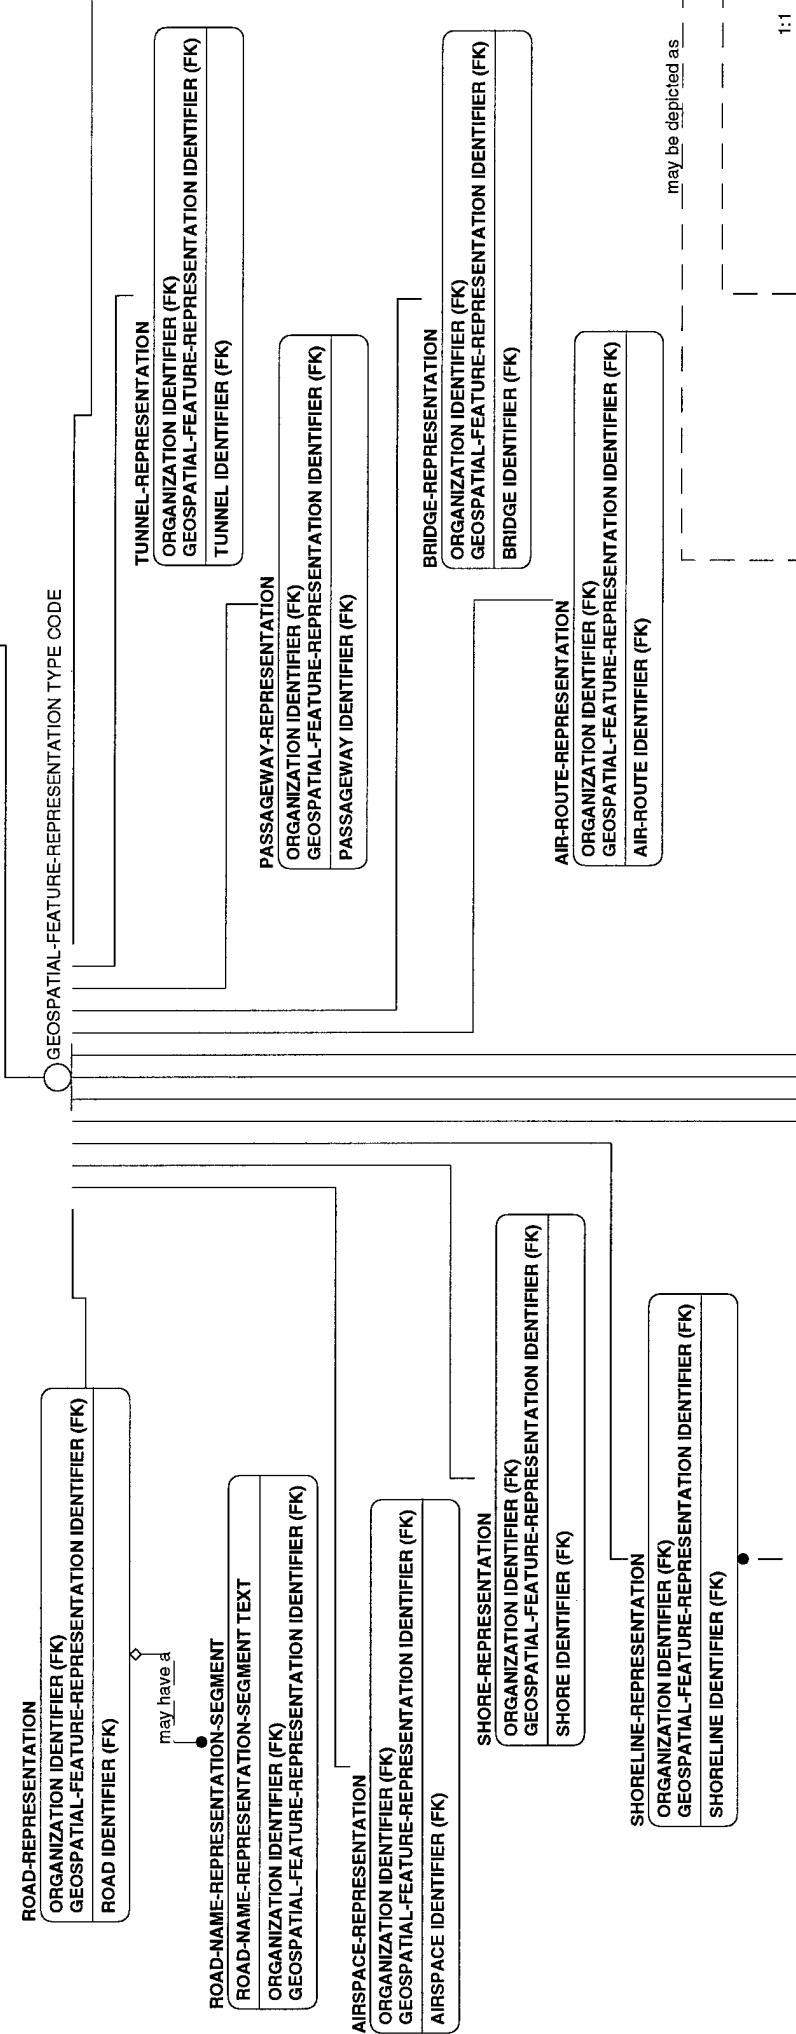 GEOSPATIAL-FEATURE-REPRESENTATION TYPE CODE
ROAD-REPRESENTATION
ORGANIZATION IDENTIFIER (FK)
GEOSPATIAL-FEATURE-REPRESENTATION IDENTIFIER (FK)
ROAD IDENTIFIER (FK)
may have a
ROAD-NAME-REPRESENTATION-SEGMENT
ROAD-NAME-REPRESENTATION-SEGMENT TEXT
ORGANIZATION IDENTIFIER (FK)
GEOSPATIAL-FEATURE-REPRESENTATION IDENTIFIER (FK)
AIRSPACE-REPRESENTATION
ORGANIZATION IDENTIFIER (FK)
GEOSPATIAL-FEATURE-REPRESENTATION IDENTIFIER (FK)
AIRSPACE IDENTIFIER (FK)
SHORE-REPRESENTATION
ORGANIZATION IDENTIFIER (FK)
GEOSPATIAL-FEATURE-REPRESENTATION IDENTIFIER (FK)
SHORE IDENTIFIER (FK)
SHORELINE-REPRESENTATION
ORGANIZATION IDENTIFIER (FK)
GEOSPATIAL-FEATURE-REPRESENTATION IDENTIFIER (FK)
SHORELINE IDENTIFIER (FK)
TUNNEL-REPRESENTATION
ORGANIZATION IDENTIFIER (FK)
GEOSPATIAL-FEATURE-REPRESENTATION IDENTIFIER (FK)
TUNNEL IDENTIFIER (FK)
PASSAGEWAY-REPRESENTATION
ORGANIZATION IDENTIFIER (FK)
GEOSPATIAL-FEATURE-REPRESENTATION IDENTIFIER (FK)
PASSAGEWAY IDENTIFIER (FK)
BRIDGE-REPRESENTATION
ORGANIZATION IDENTIFIER (FK)
GEOSPATIAL-FEATURE-REPRESENTATION IDENTIFIER (FK)
BRIDGE IDENTIFIER (FK)
AIR-ROUTE-REPRESENTATION
ORGANIZATION IDENTIFIER (FK)
GEOSPATIAL-FEATURE-REPRESENTATION IDENTIFIER (FK)
AIR-ROUTE IDENTIFIER (FK)
may be depicted as
1:1